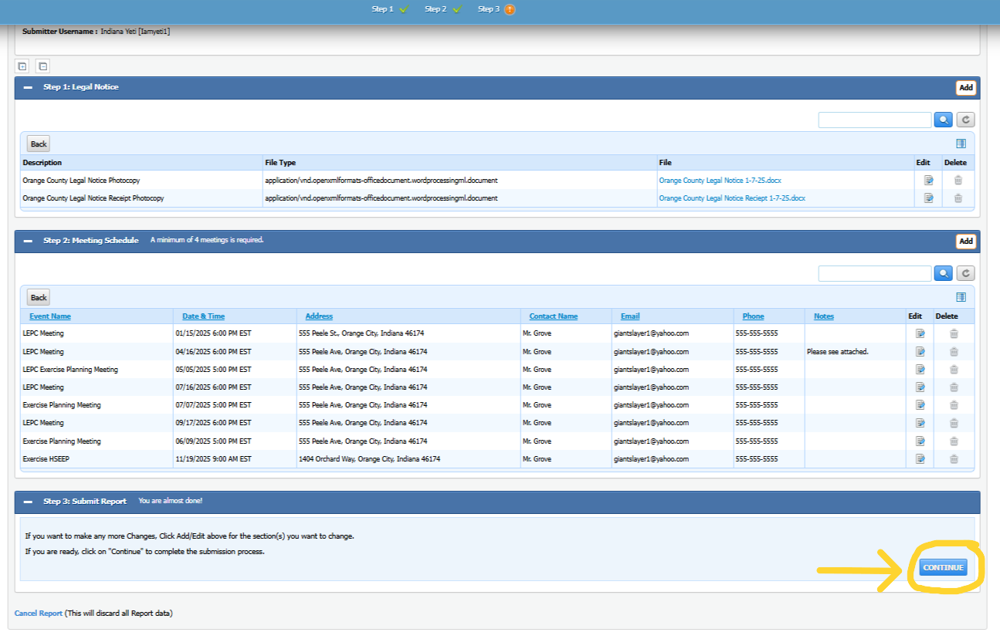 Step 1 Step 2 Step 3
Submitter Username : Indiana Yeti [Iamyeti1]
Step 1: Legal Notice Add
Back
Description File Type File Edit Delete
Orange County Legal Notice Photocopy application/vnd.openxmlformats-officedocument.wordprocessingml.document Orange County Legal Notice 1-7-25.docx
Orange County Legal Notice Receipt Photocopy application/vnd.openxmlformats-officedocument.wordprocessingml.document Orange County Legal Notice Reciept 1-7-25.docx
Step 2: Meeting Schedule A minimum of 4 meetings is required. Add
Back
Event Name Date & Time Address Contact Name Email Phone Notes Edit Delete
LEPC Meeting 01/15/2025 6:00 PM EST 555 Peele St., Orange City, Indiana 46174 Mr. Grove giantslayer1@yahoo.com 555-555-5555
LEPC Meeting 04/16/2025 6:00 PM EST 555 Peele Ave, Orange City, Indiana 46174 Mr. Grove giantslayer1@yahoo.com 555-555-5555 Please see attached.
LEPC Exercise Planning Meeting 05/05/2025 5:00 PM EST 555 Peele Ave, Orange City, Indiana 46174 Mr. Grove giantslayer1@yahoo.com 555-555-5555
LEPC Meeting 07/16/2025 6:00 PM EST 555 Peele Ave, Orange City, Indiana 46174 Mr. Grove giantslayer1@yahoo.com 555-555-5555
Exercise Planning Meeting 07/07/2025 5:00 PM EST 555 Peele Ave, Orange City, Indiana 46174 Mr. Grove giantslayer1@yahoo.com 555-555-5555
LEPC Meeting 09/17/2025 6:00 PM EST 555 Peele Ave, Orange City, Indiana 46174 Mr. Grove giantslayer1@yahoo.com 555-555-5555
Exercise Planning Meeting 06/09/2025 5:00 PM EST 555 Peele Ave, Orange City, Indiana 46174 Mr. Grove giantslayer1@yahoo.com 555-555-5555
Exercise HSEEP 11/19/2025 9:00 AM EST 1404 Orchard Way, Orange City, Indiana 46174 Mr. Grove giantslayer1@yahoo.com 555-555-5555
Step 3: Submit Report You are almost done!
If you want to make any more Changes, Click Add/Edit above for the section(s) you want to change.
If you are ready, click on "Continue" to complete the submission process.
CONTINUE
Cancel Report (This will discard all Report data)